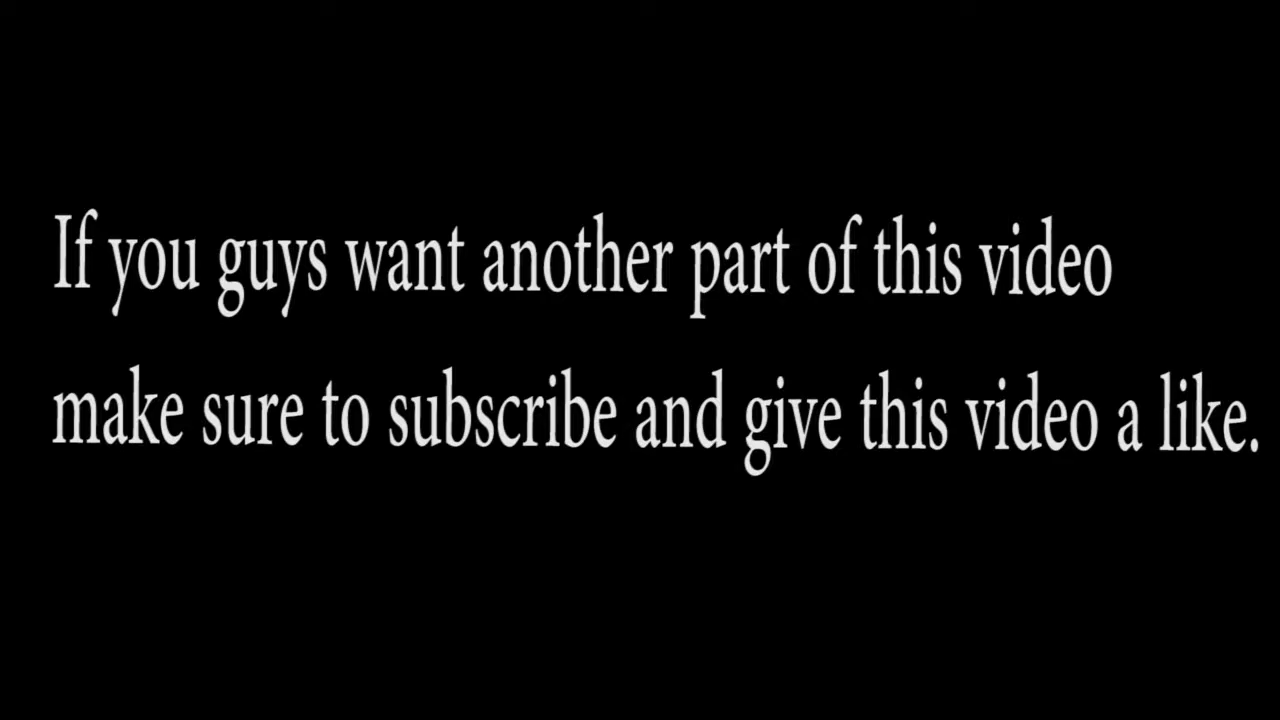 If you guys want another part of this video
make sure to subscribe and give this video a like.